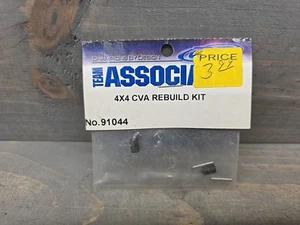 TEAM
ASSOCIA
PRICE
4X4 CVA REBUILD KIT
No.91044